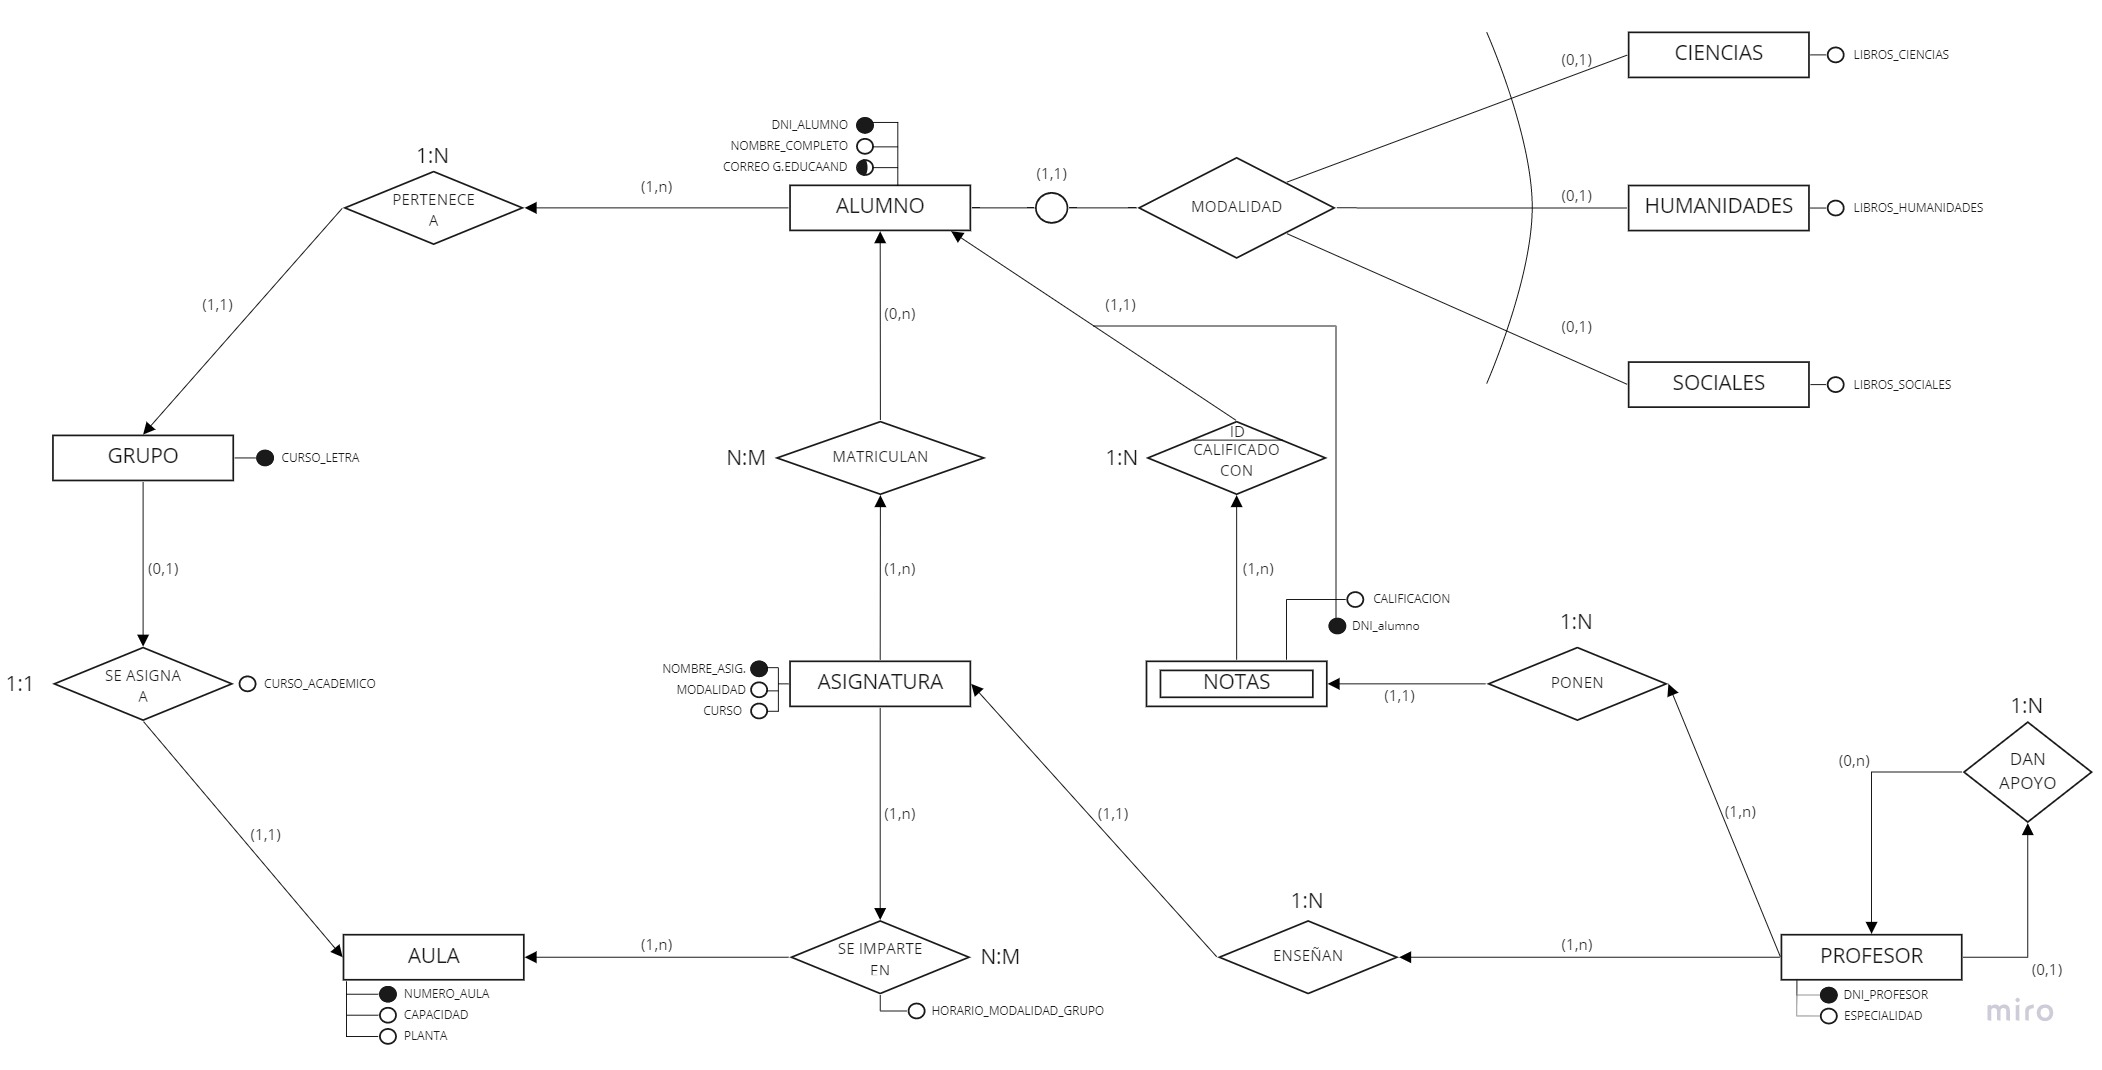 CIENCIAS
(0,1)
LIBROS_CIENCIAS
DNI_ALUMNO
NOMBRE_COMPLETO
CORREO G.EDUCAAND
1:N
PERTENECE
A
(1,n)
ALUMNO
(1,1)
MODALIDAD
(0,1)
HUMANIDADES
LIBROS_HUMANIDADES
(1,1)
(0,n)
(1,1)
(0,1)
SOCIALES
LIBROS_SOCIALES
GRUPO
CURSO_LETRA
N:M
MATRICULAN
1:N
ID
CALIFICADO
CON
(0,1)
(1,n)
(1,n)
CALIFICACION
DNI_alumno
1:N
1:1
SE ASIGNA
A
CURSO_ACADEMICO
NOMBRE_ASIG.
MODALIDAD
CURSO
ASIGNATURA
NOTAS
(1,1)
PONEN
1:N
DAN
APOYO
(0,n)
(1,1)
(1,n)
(1,1)
(1,n)
1:N
AULA
(1,n)
SE IMPARTE
FN
N:M
ENSEÑAN
(1,n)
PROFESOR
(0,1)
NUMERO_AULA
CAPACIDAD
PLANTA
HORARIO_MODALIDAD_GRUPO
DNI_PROFESOR
ESPECIALIDAD
miro